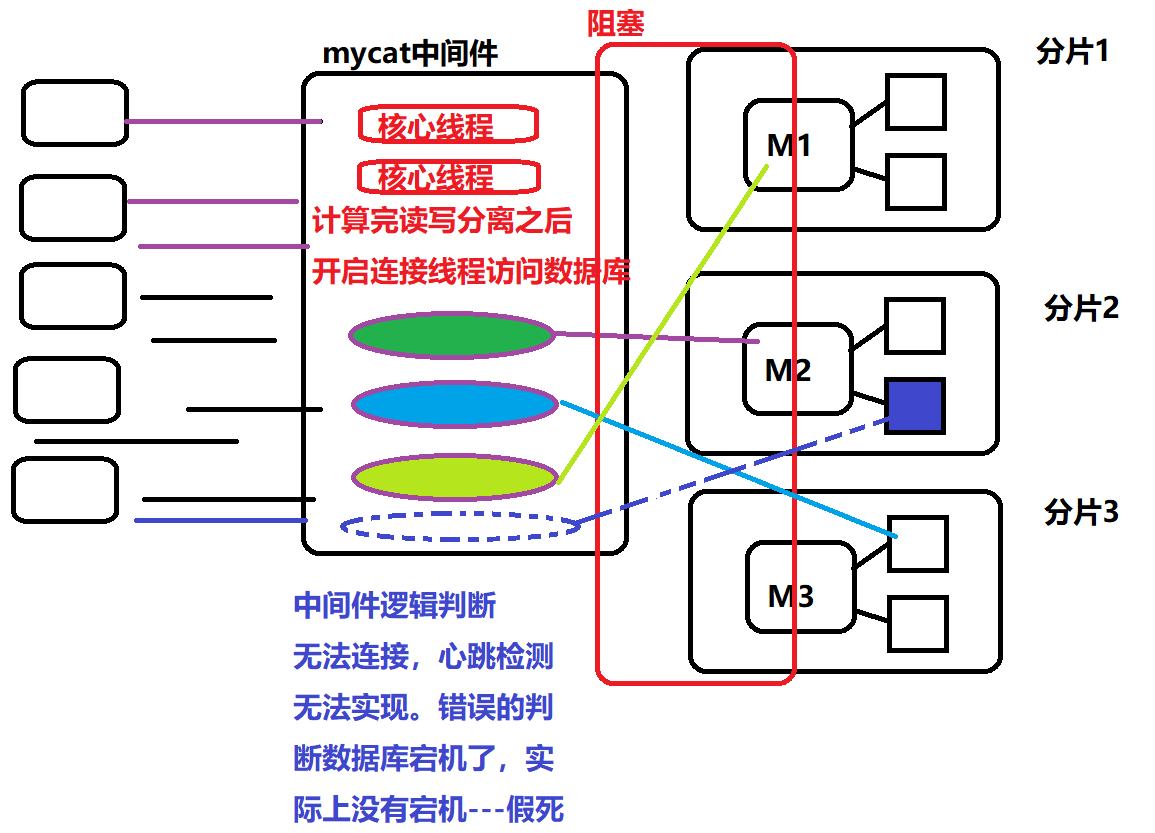 阻塞
mycat中间件
分片1
核心线程
M1
核心线程
计算完读写分离之后
开启连接线程访问数据库
分片2
M2
分片3
M3
中间件逻辑判断
无法连接，心跳检测
无法实现。错误的判
断数据库宕机了，实
际上没有宕机---假死